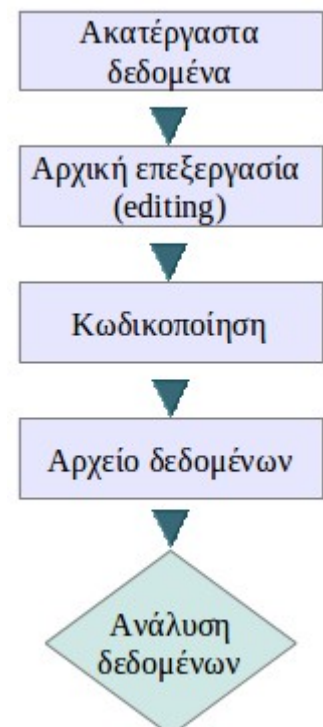 Ακατέργαστα
δεδομένα
Αρχική επεξεργασία
(editing)
Κωδικοποίηση
Αρχείο δεδομένων
Ανάλυση
δεδομένων